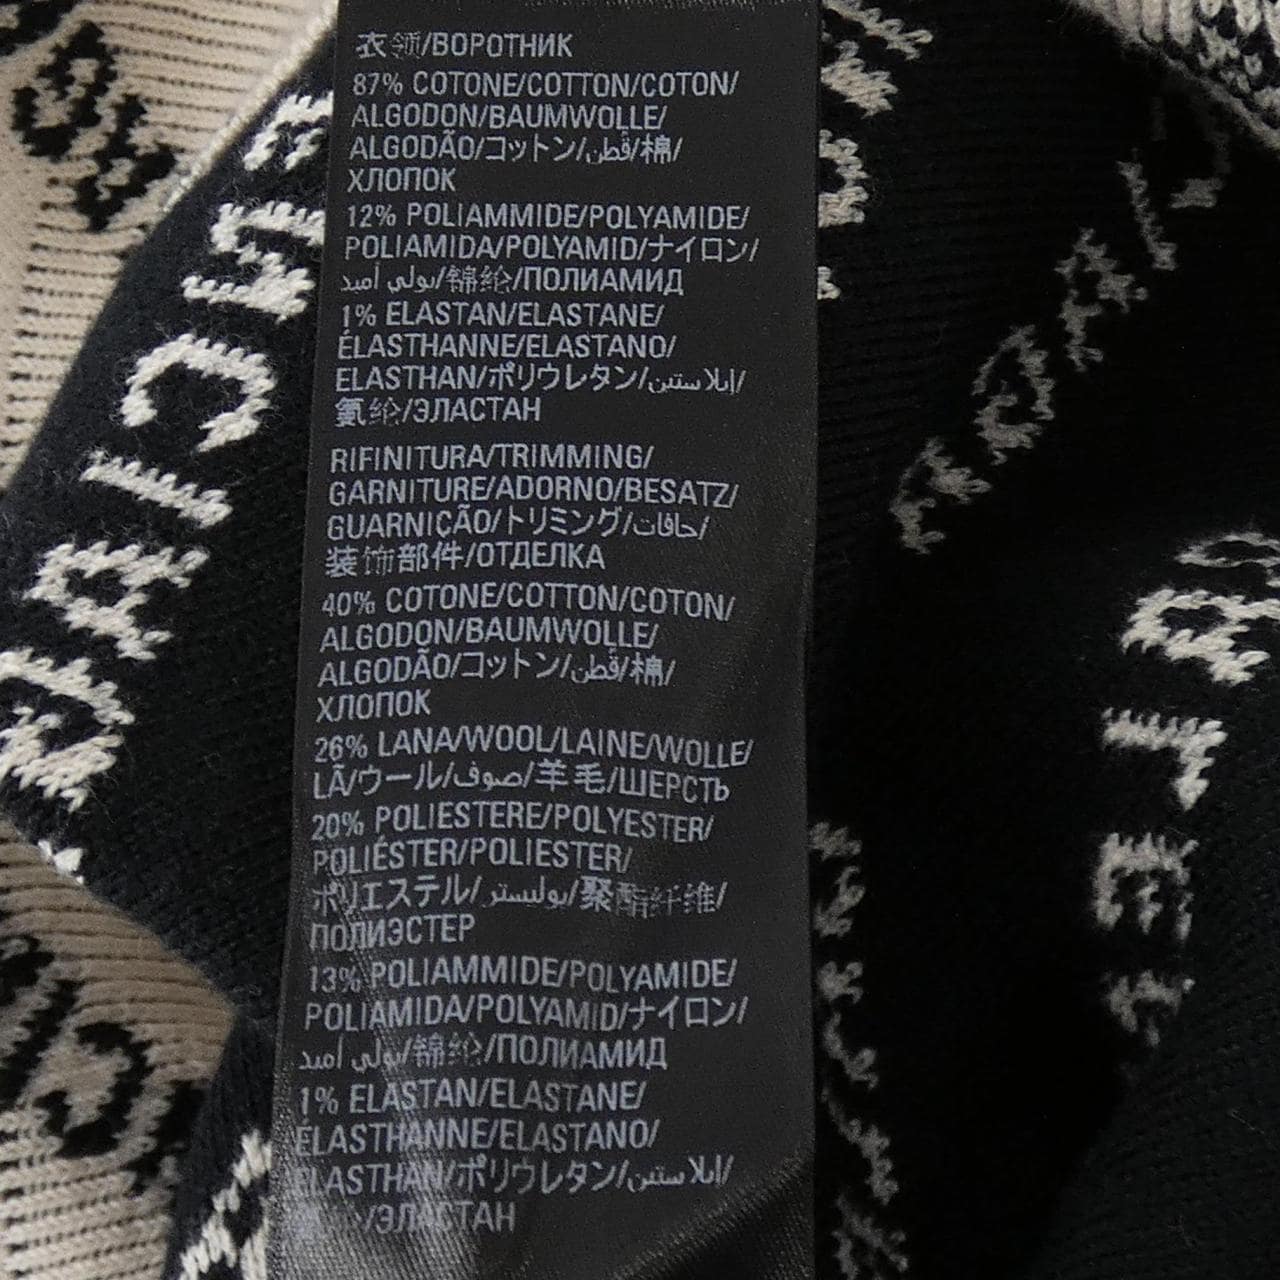 衣领/ВОРОТНИК
87% COTONE/COTTON/COTON/
ALGODON/BAUMWOLLE/
ALGODÃO/コットン/قطن/棉/
ХЛОПОК
12% POLIAMMIDE/POLYAMIDE/
POLIAMIDA/POLYAMID/ナイロン/
بولي أميد/锦纶/ПОЛИАМИД
1% ELASTAN/ELASTANE/
ÉLASTHANNE/ELASTANO/
ELASTHAN/ポリウレタン/إيلاستين/
氨纶/ЭЛАСТАН
RIFINITURA/TRIMMING/
GARNITURE/ADORNO/BESATZ/
GUARNIÇÃO/トリミング/حافات/
装饰部件/ОТДЕЛКА
40% COTONE/COTTON/COTON/
ALGODON/BAUMWOLLE/
ALGODÃO/コットン/قطن/棉/
ХЛОПОК
26% LANA/WOOL/LAINE/WOLLE/
LÃ/ウール/صوف/羊毛/ШЕРСТЬ
20% POLIESTERE/POLYESTER/
POLIÉSTER/POLIESTER/
ポリエステル/بوليستر/聚酯纤维/
ПОЛИЭСТЕР
13% POLIAMMIDE/POLYAMIDE/
POLIAMIDA/POLYAMID/ナイロン/
بولي أميد/锦纶/ПОЛИАМИД
1% ELASTAN/ELASTANE/
ÉLASTHANNE/ELASTANO/
ELASTHAN/ポリウレタン/إيلاستين/
/ЭЛАСТАН